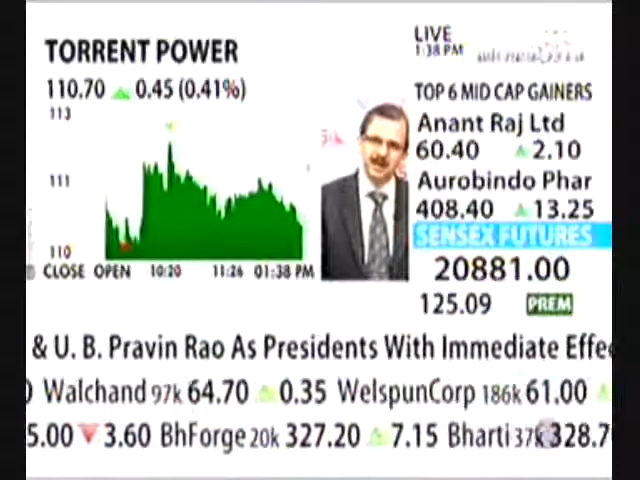 TORRENT POWER
110.70 0.45 (0.41%)
113
111
110
CLOSE OPEN 10:20 11:26 01:38 PM
LIVE
1:38 PM
TOP 6 MID CAP GAINERS
Anant Raj Ltd
60.40 2.10
Aurobindo Phar
408.40 13.25
SENSEX FUTURES
20881.00
125.09 PREM
& U. B. Pravin Rao As Presidents With Immediate Effe
Walchand 97k 64.70 0.35 WelspunCorp 186k 61.00
5.00 3.60 BhForge 20k 327.20 7.15 Bharti 37k 328.7